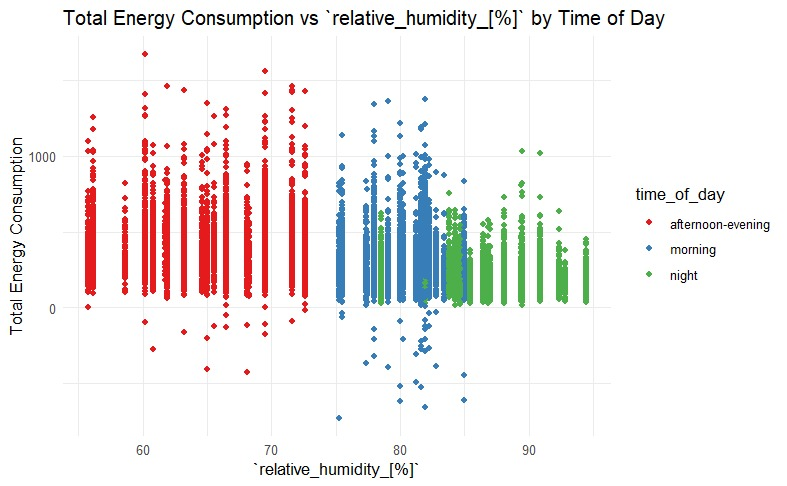 Total Energy Consumption vs `relative_humidity_[%]` by Time of Day
Total Energy Consumption
1000
0
60
70
80
90
`relative_humidity_[%]`
time_of_day
afternoon-evening
morning
night